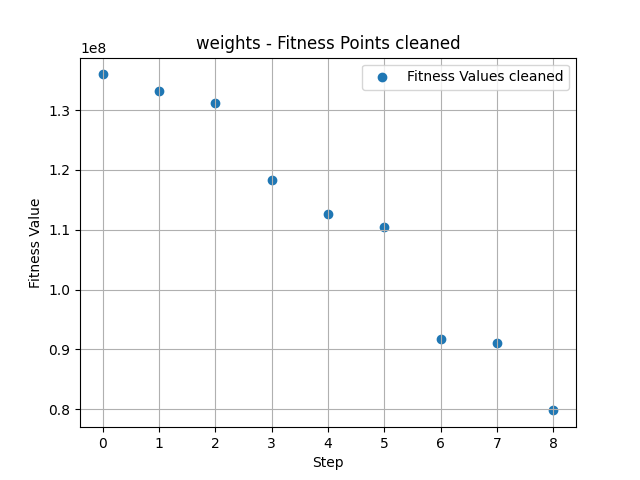 weights - Fitness Points cleaned
1e8
Fitness Values cleaned
1.3
1.2
1.1
1.0
0.9
0.8
Fitness Value
0 1 2 3 4 5 6 7 8
Step